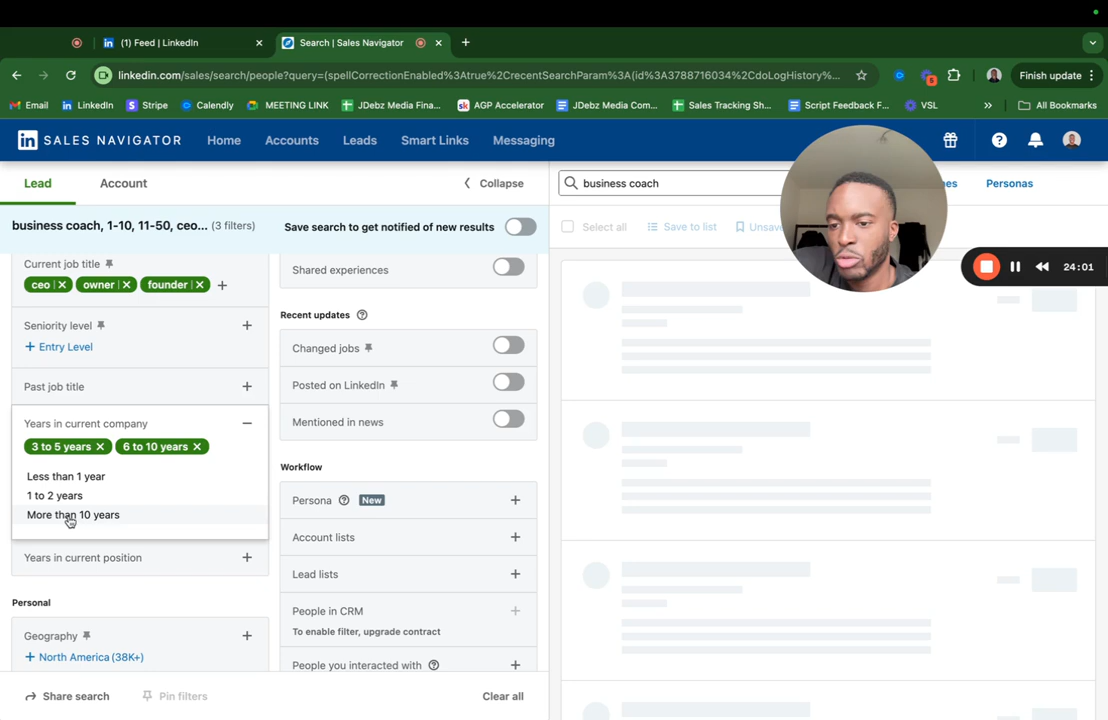 (1) Feed | LinkedIn
Search | Sales Navigator
linkedin.com/sales/search/people?query=(spellCorrectionEnabled%3Atrue%2CrecentSearchParam%3A(id%3A3788716034%2CdoLogHistory%...
Finish update
Email
LinkedIn
Stripe
Calendly
MEETING LINK
JDebz Media Fina...
AGP Accelerator
JDebz Media Com...
Sales Tracking Sh...
Script Feedback F...
VSL
»
All Bookmarks
SALES NAVIGATOR
Home
Accounts
Leads
Smart Links
Messaging
Lead
Account
Collapse
business coach
Personas
business coach, 1-10, 11-50, ceo... (3 filters)
Save search to get notified of new results
Select all
Save to list
Unsave
24:01
Current job title
ceo
owner
founder
Seniority level
+ Entry Level
Past job title
Years in current company
3 to 5 years
6 to 10 years
Less than 1 year
1 to 2 years
More than 10 years
Years in current position
Personal
Geography
+ North America (38K+)
Shared experiences
Recent updates
Changed jobs
Posted on LinkedIn
Mentioned in news
Workflow
Persona
New
Account lists
Lead lists
People in CRM
To enable filter, upgrade contract
People you interacted with
Share search
Pin filters
Clear all